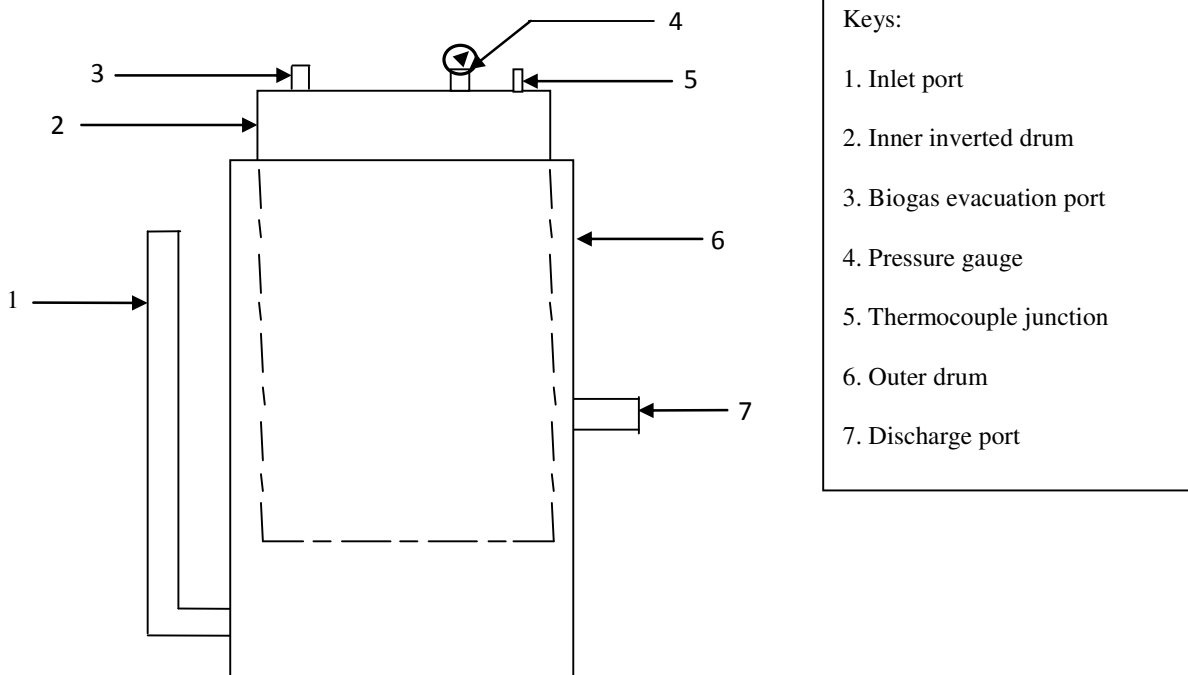 4
3
5
2
6
1
7
Keys:
1. Inlet port
2. Inner inverted drum
3. Biogas evacuation port
4. Pressure gauge
5. Thermocouple junction
6. Outer drum
7. Discharge port